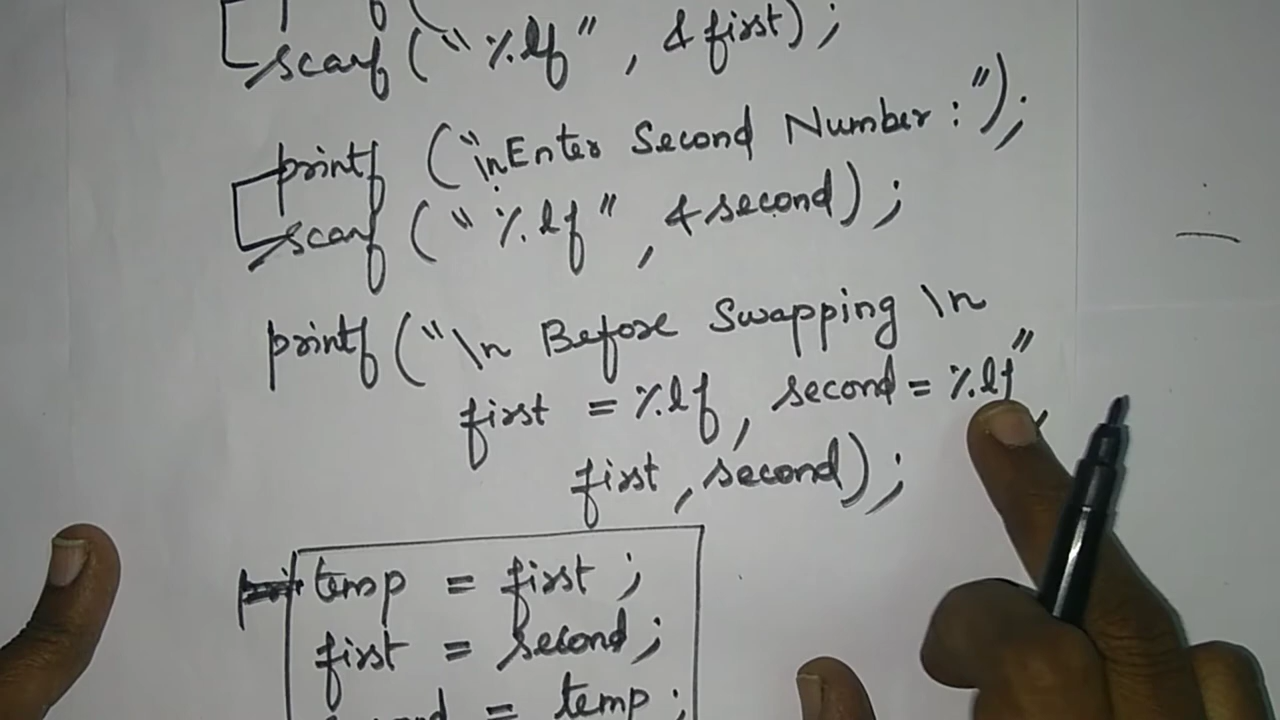 scanf ("%lf", &first);
printf ("\nEnter Second Number:");
scanf ("%lf", &second);
printf ("\n Before Swapping \n
first = %lf, second = %lf",
first, second);
temp = first;
first = second;
= temp;